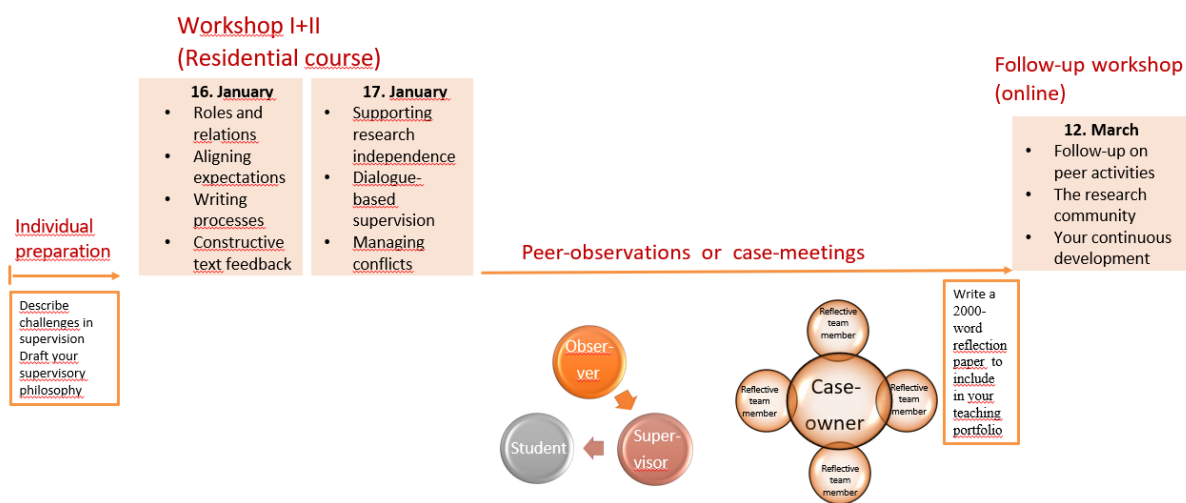 Workshop I+II
(Residential course)
16. January
• Roles and
relations
• Aligning
expectations
• Writing
processes
• Constructive
text feedback
17. January
• Supporting
research
independence
• Dialogue-
based
supervision
• Managing
conflicts
Follow-up workshop
(online)
12. March
• Follow-up on
peer activities
• The research
community
• Your continuous
development
Individual
preparation
Describe
challenges in
supervision
Draft your
supervisory
philosophy
Peer-observations or case-meetings
Obser-
ver
Student
Super-
visor
Reflective
team
member
Reflective
team
member
Case-
owner
Reflective
team
member
Reflective
team
member
Write a
2000-
word
reflection
paper to
include
in your
teaching
portfolio